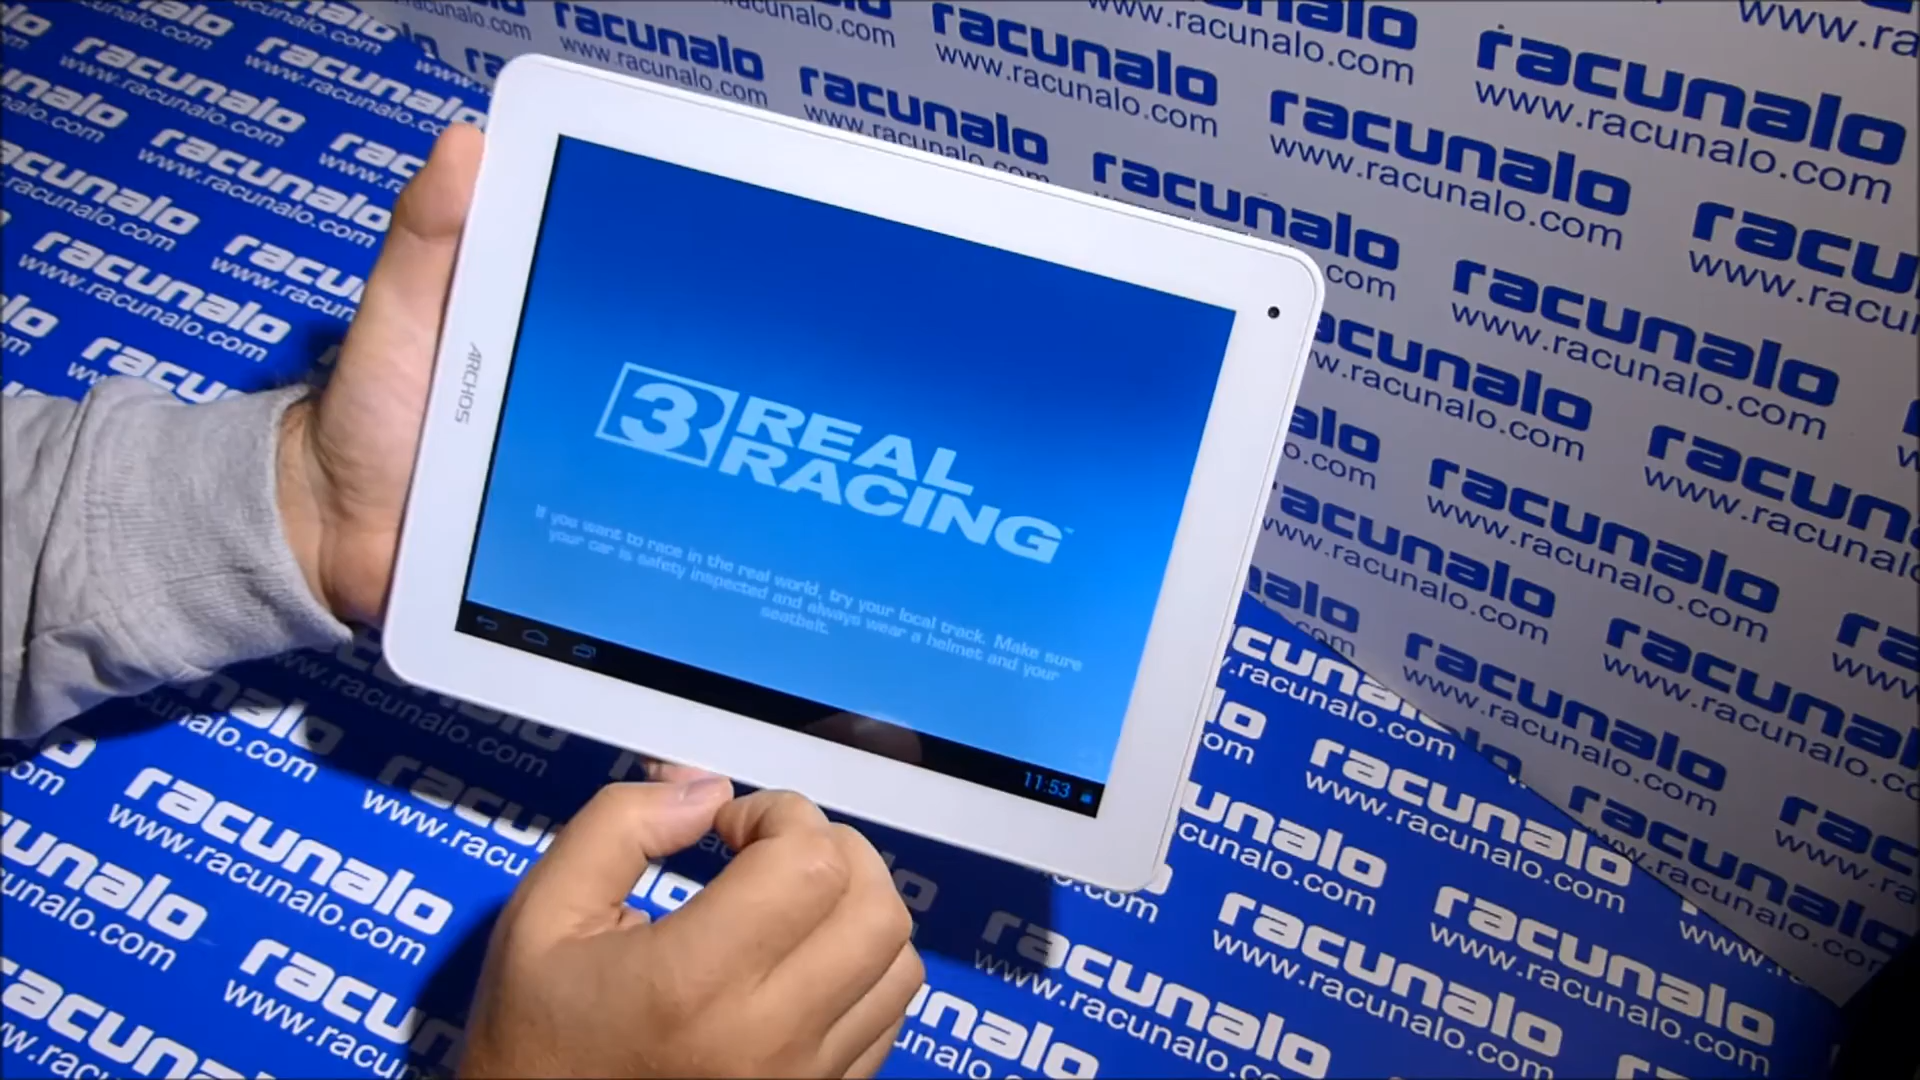 racunalo
www.racunalo.com
ARCHOS
3 REAL
RACING™
If you want to race in the real world, try your local track. Make sure
your car is safety inspected and always wear a helmet and your
seatbelt.
11:53